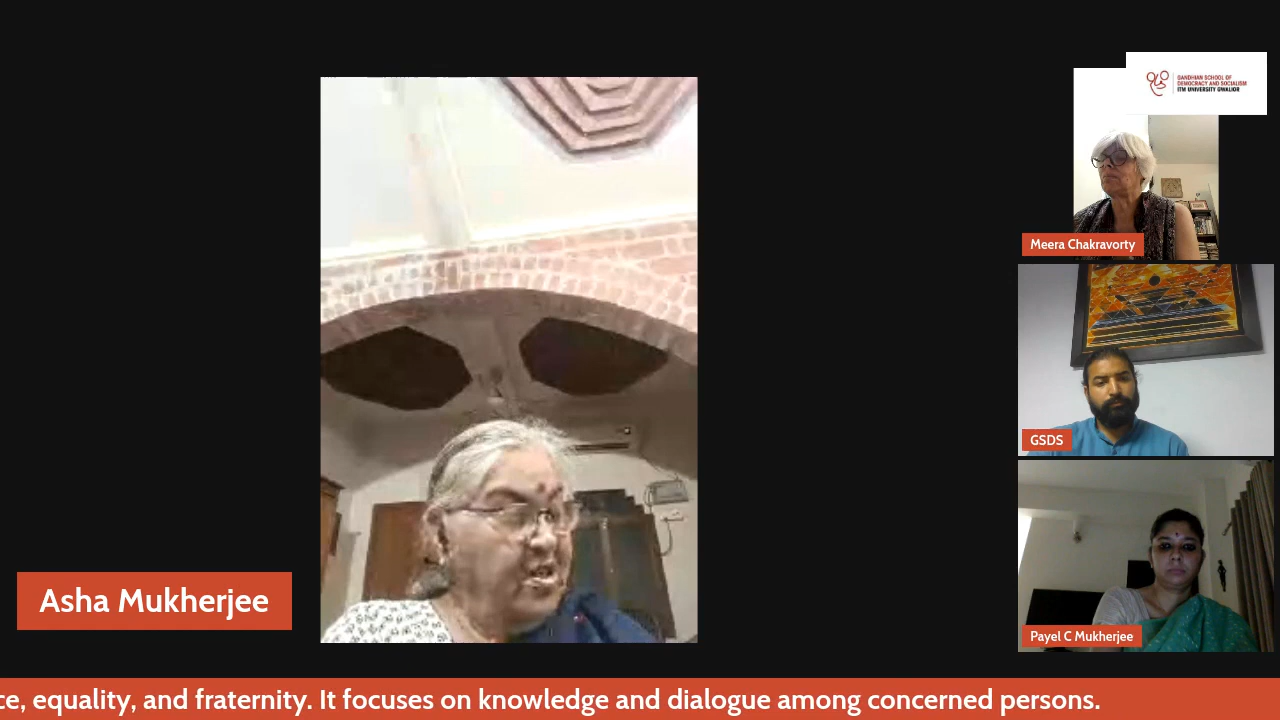 GANDHIAN SCHOOL OF
DEMOCRACY AND SOCIALISM
ITM UNIVERSITY GWALIOR
Meera Chakravorty
GSDS
Payel C Mukherjee
Asha Mukherjee
ce, equality, and fraternity. It focuses on knowledge and dialogue among concerned persons.